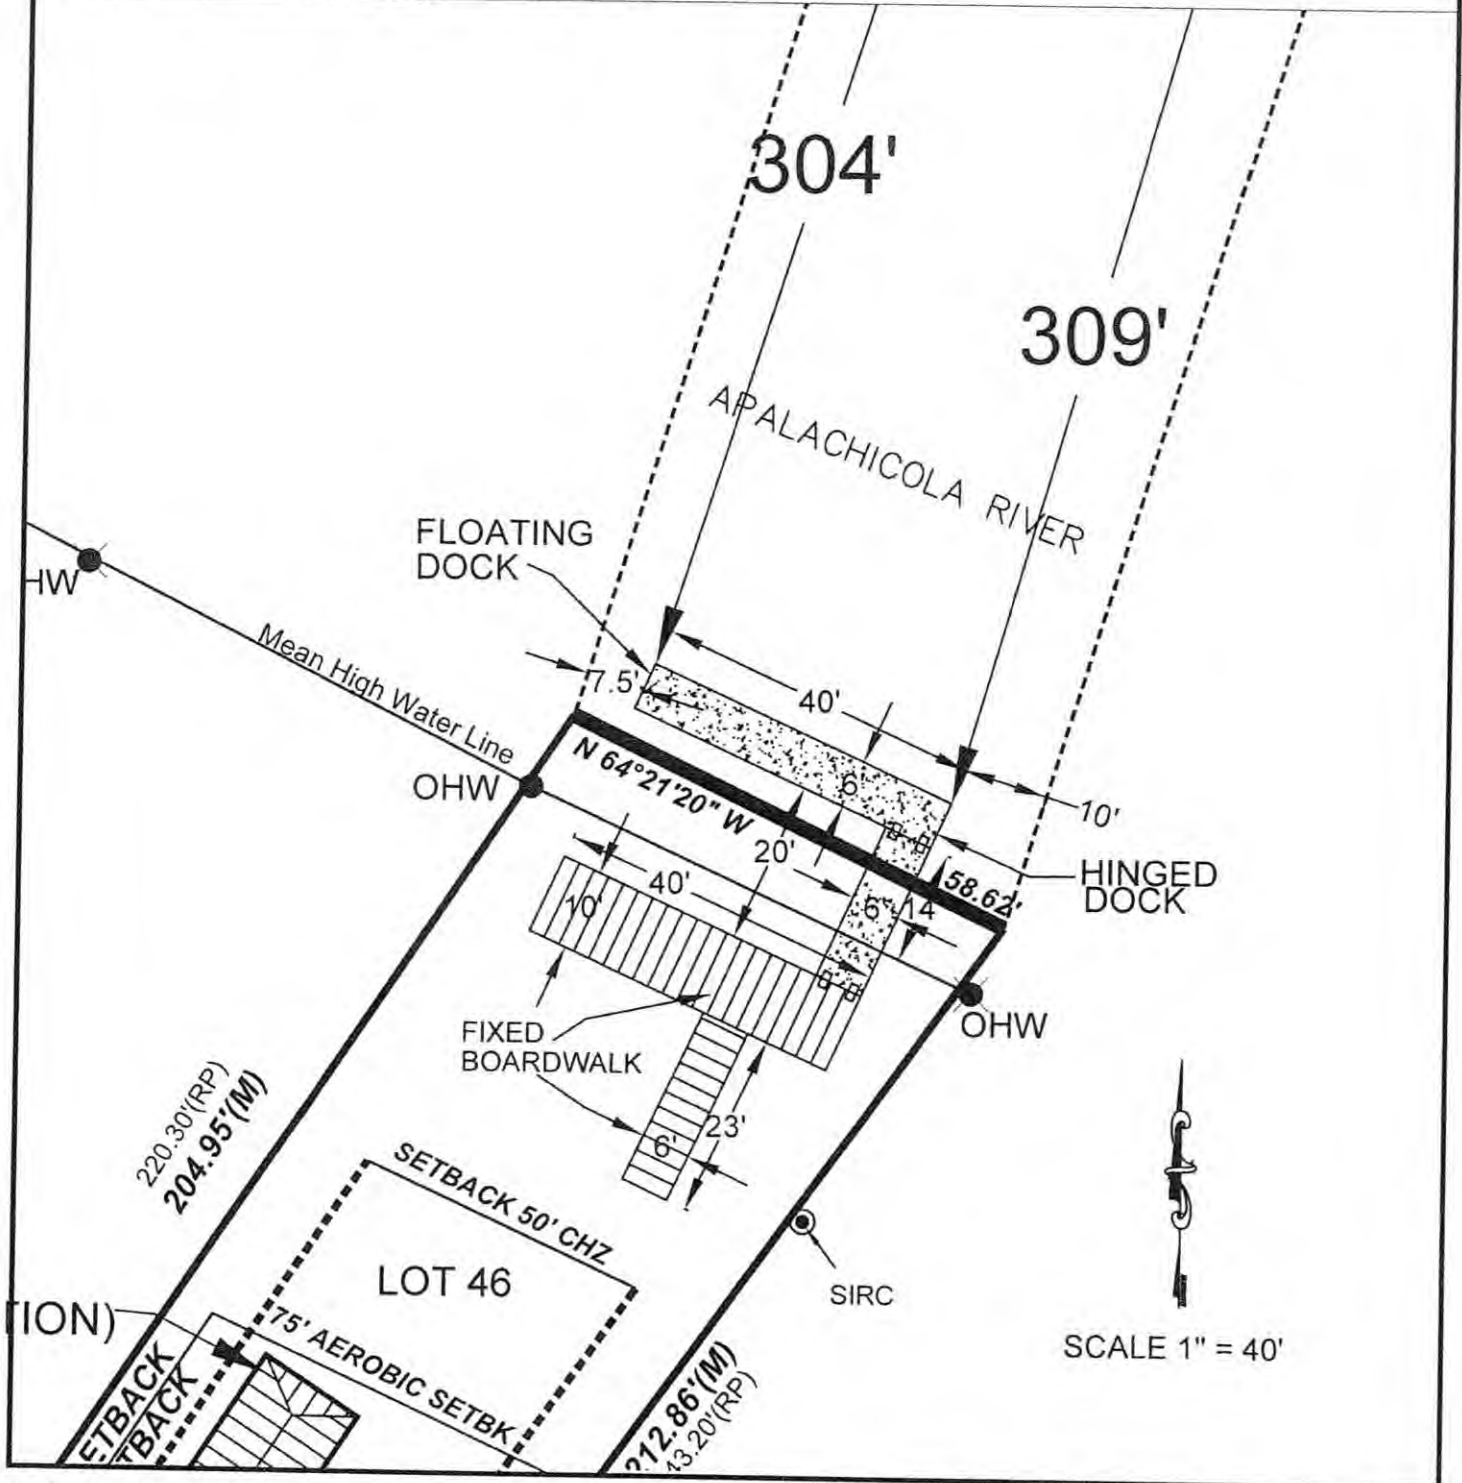 304'
309'
APALACHICOLA RIVER
FLOATING
DOCK
HW
Mean High Water Line
7.5'
40'
N 64°21'20" W
OHW
6'
10'
20'
HINGED
DOCK
58.62'
40'
10'
6'
14
FIXED
BOARDWALK
OHW
23'
6'
220.30'(RP)
204.95'(M)
SETBACK 50' CHZ
LOT 46
SIRC
TION)
75' AEROBIC SETBK
SCALE 1" = 40'
ETBACK
TBACK
212.86'(M)
43.20'(RP)